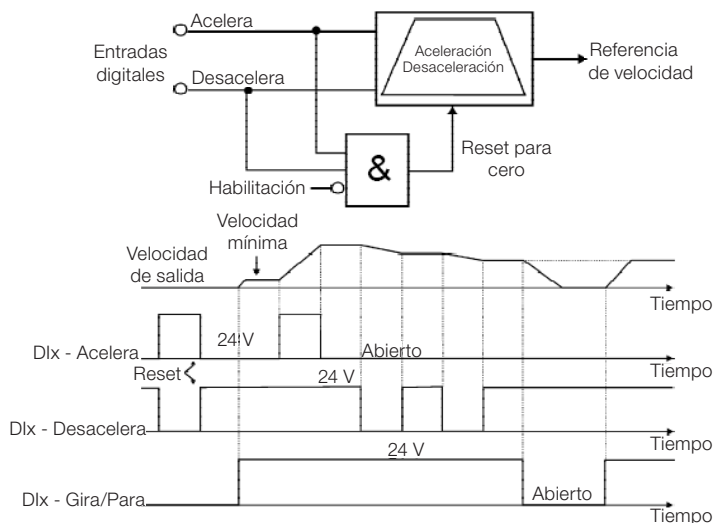 Acelera
Entradas
digitales
Desacelera
Aceleración
Desaceleración
Referencia
de velocidad
&
Reset para
cero
Habilitación
Velocidad
mínima
Velocidad
de salida
Tiempo
24 V
DIx - Acelera
Abierto
Tiempo
Reset
24 V
DIx - Desacelera
Tiempo
24 V
DIx - Gira/Para
Abierto
Tiempo